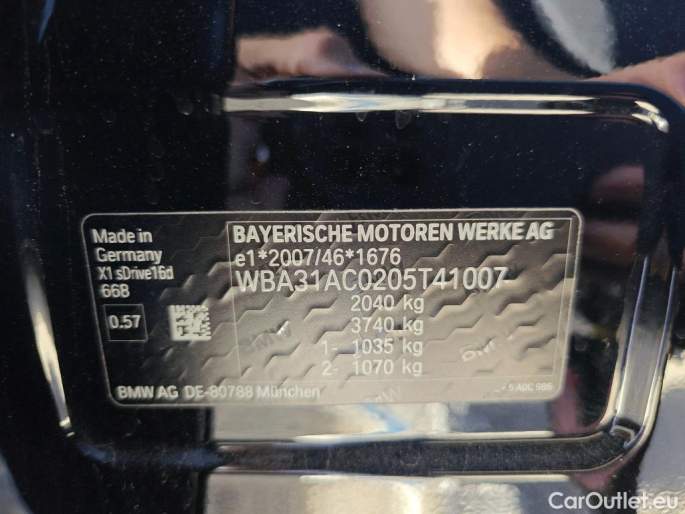 Made in
Germany
X1 sDrive16d
66B
0.57
BAYERISCHE MOTOREN WERKE AG
e1*2007/46*1676
WBA31AC0205T41007
2040 kg
3740 kg
1- 1035 kg
2- 1070 kg
BMW AG DE-80788 München
CarOutlet.eu